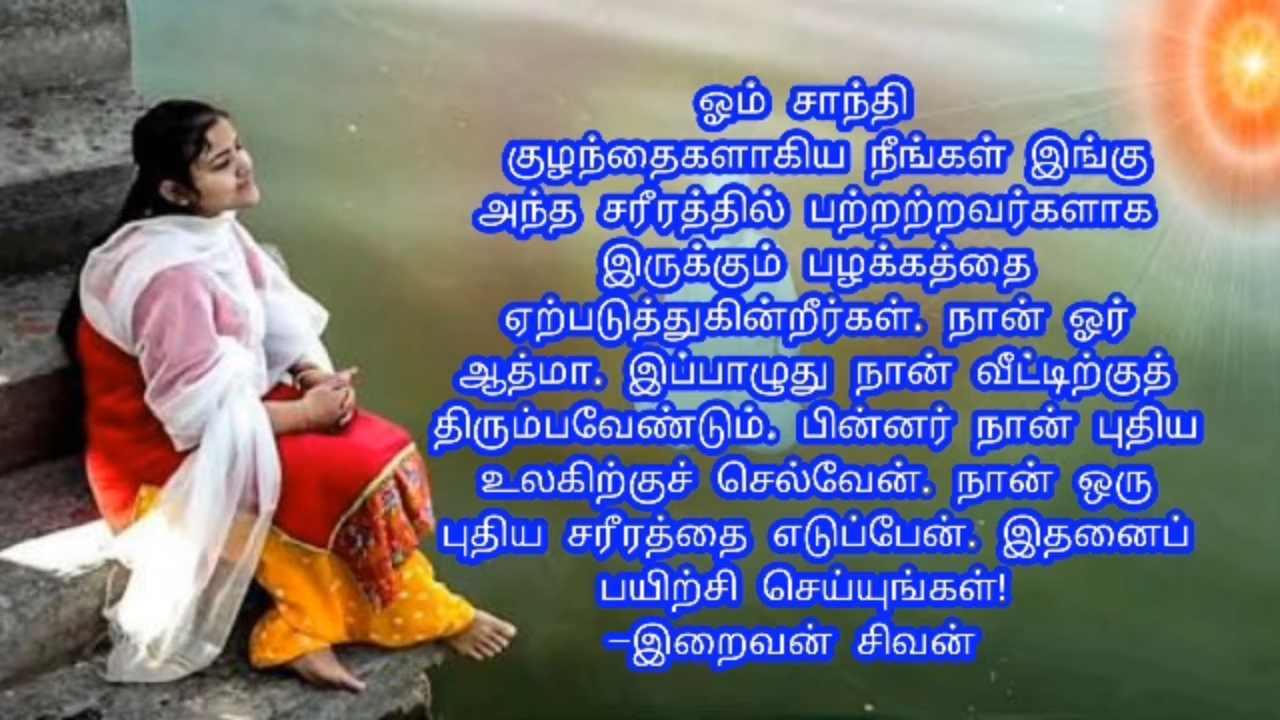 ஓம் சாந்தி
குழந்தைகளாகிய நீங்கள் இங்கு
அந்த சரீரத்தில் பற்றற்றவர்களாக
இருக்கும் பழக்கத்தை
ஏற்படுத்துகின்றீர்கள். நான் ஓர்
ஆத்மா. இப்பாழுது நான் வீட்டிற்குத்
திரும்பவேண்டும். பின்னர் நான் புதிய
உலகிற்குச் செல்வேன். நான் ஒரு
புதிய சரீரத்தை எடுப்பேன். இதனைப்
பயிற்சி செய்யுங்கள்!
-இறைவன் சிவன்